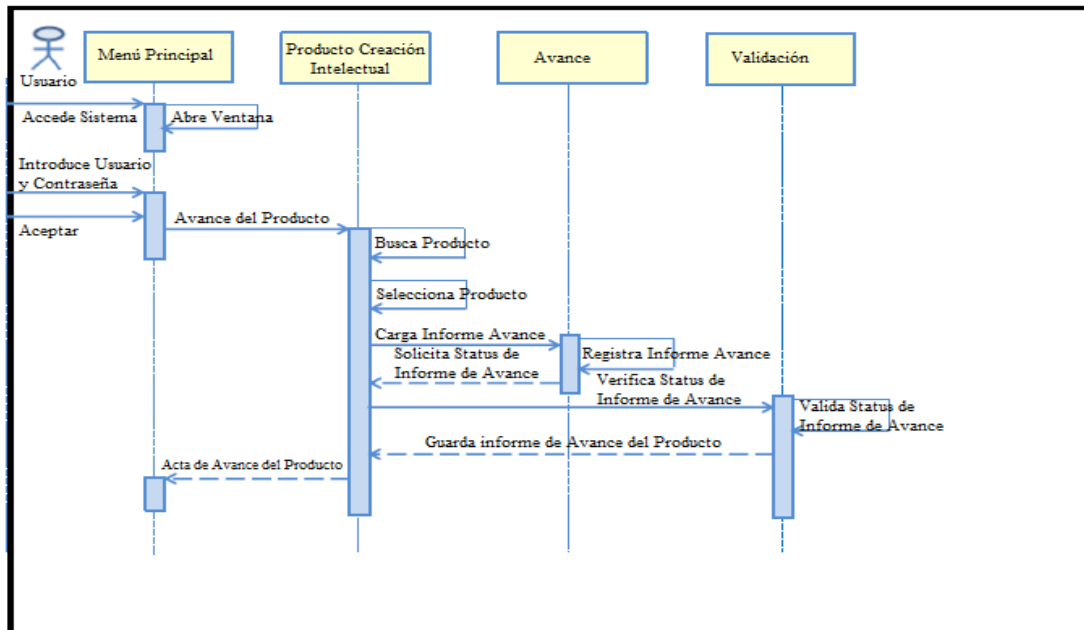 Usuario
Menú Principal
Producto Creación
Intelectual
Avance
Validación
Accede Sistema
Abre Ventana
Introduce Usuario
y Contraseña
Aceptar
Avance del Producto
Busca Producto
Selecciona Producto
Carga Informe Avance
Solicita Status de
Informe de Avance
Registra Informe Avance
Verifica Status de
Informe de Avance
Valida Status de
Informe de Avance
Guarda informe de Avance del Producto
Acta de Avance del Producto